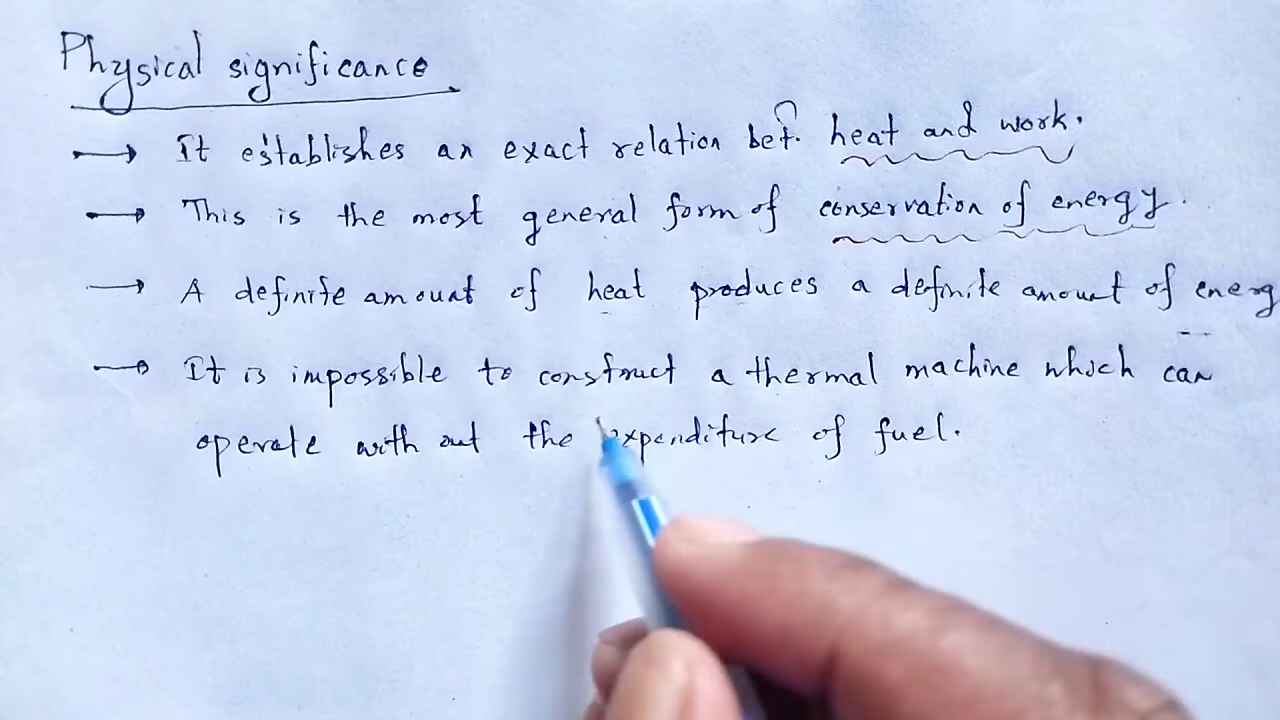 Physical significance
→ It establishes an exact relation bet. heat and work.
→ This is the most general form of conservation of energy.
→ A definite amount of heat produces a definite amount of energ
→ It is impossible to construct a thermal machine which can
operate with out the expenditure of fuel.